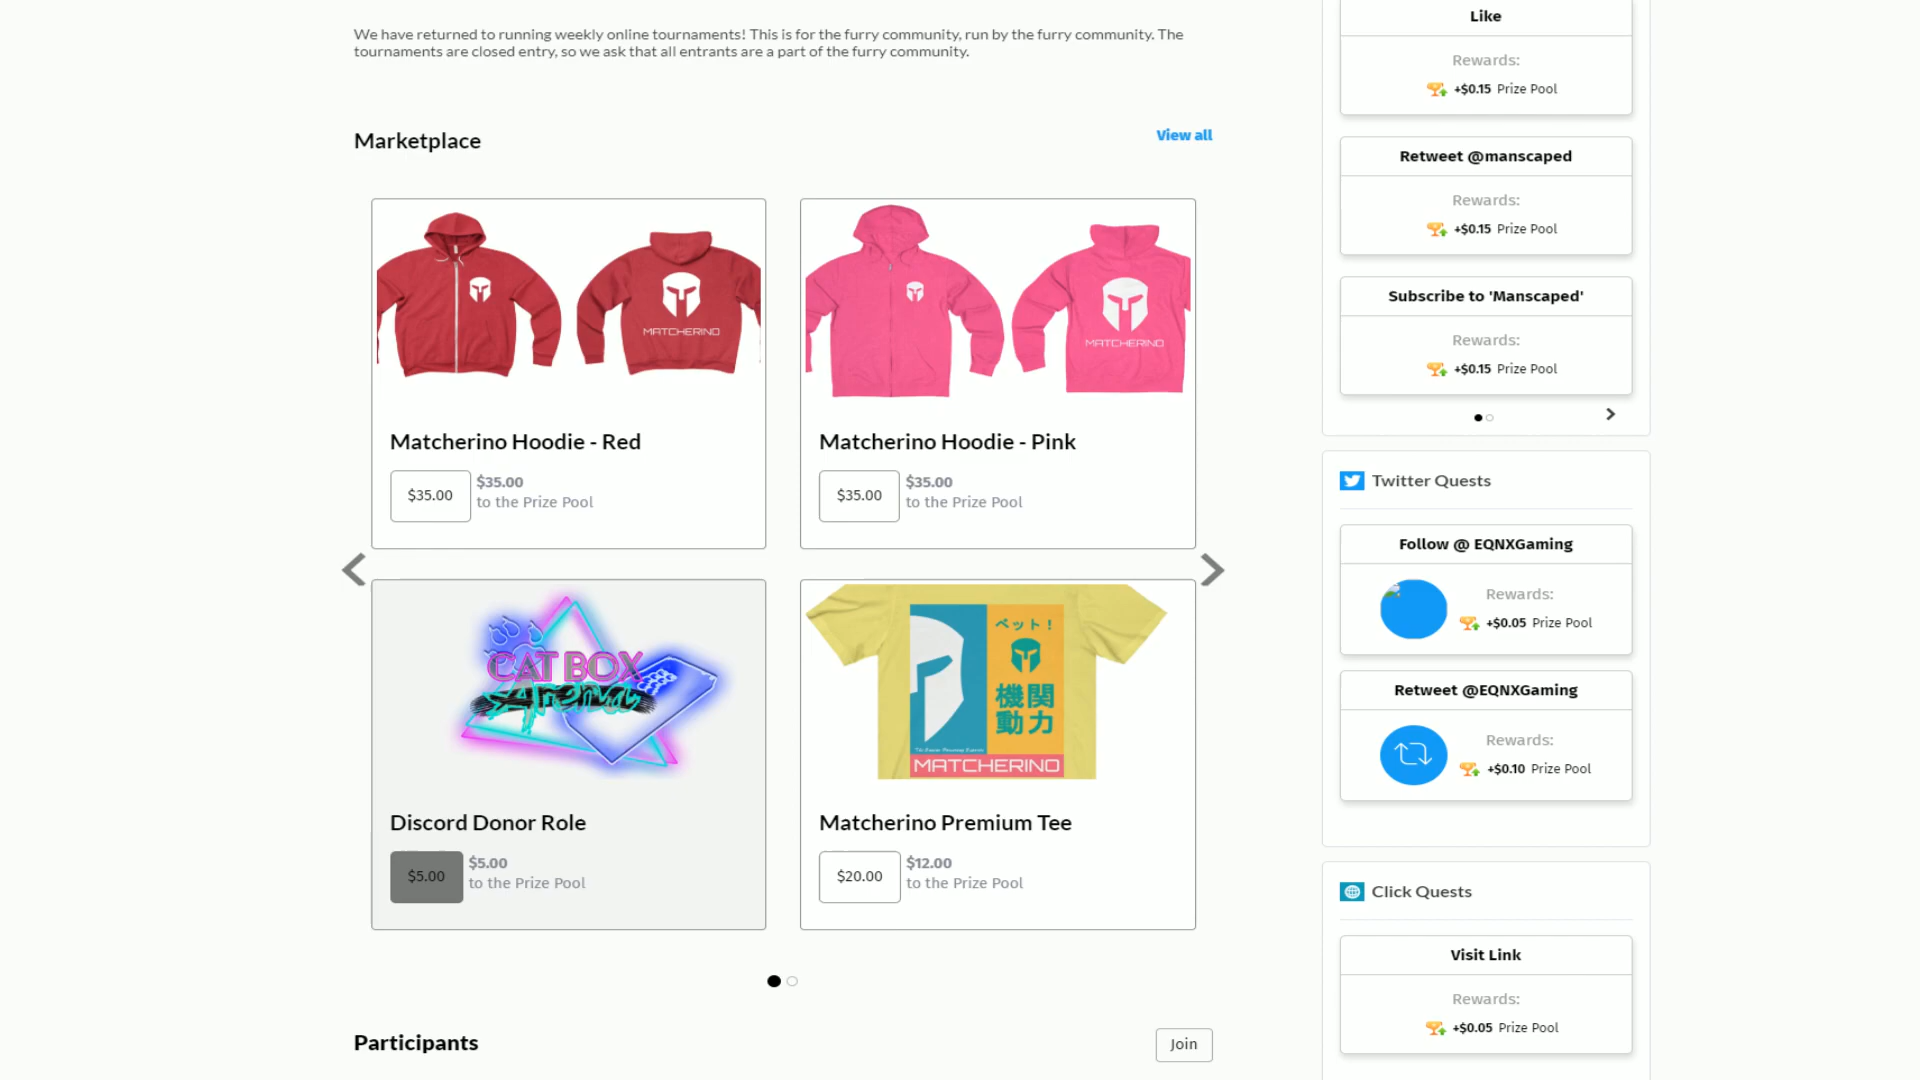 We have returned to running weekly online tournaments! This is for the furry community, run by the furry community. The
tournaments are closed entry, so we ask that all entrants are a part of the furry community.
Marketplace
View all
MATCHERINO
MATCHERINO
Matcherino Hoodie - Red
$35.00
$35.00
to the Prize Pool
Matcherino Hoodie - Pink
$35.00
$35.00
to the Prize Pool
CAT BOX
Arena
ペット!
機関
動力
MATCHERINO
Discord Donor Role
$5.00
$5.00
to the Prize Pool
Matcherino Premium Tee
$20.00
$12.00
to the Prize Pool
Participants
Join
Like
Rewards:
+$0.15 Prize Pool
Retweet @manscaped
Rewards:
+$0.15 Prize Pool
Subscribe to 'Manscaped'
Rewards:
+$0.15 Prize Pool
Twitter Quests
Follow @ EQNXGaming
Rewards:
+$0.05 Prize Pool
Retweet @EQNXGaming
Rewards:
+$0.10 Prize Pool
Click Quests
Visit Link
Rewards:
+$0.05 Prize Pool